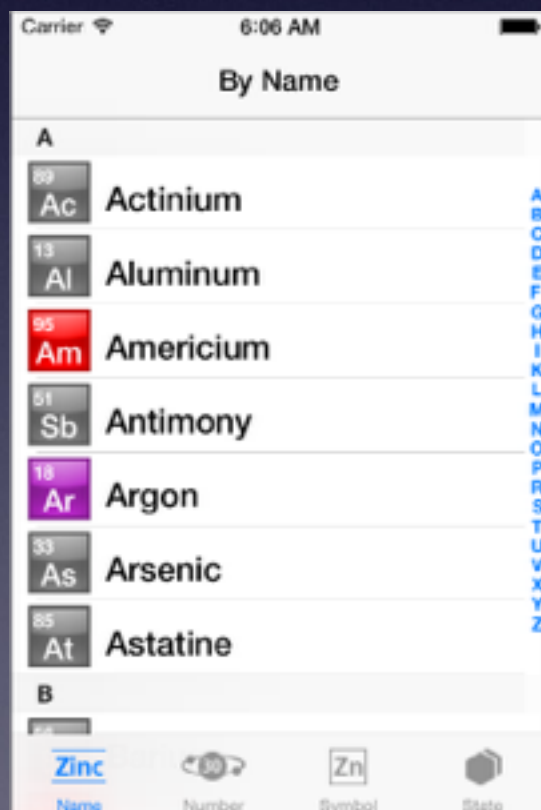 Carrier 6:06 AM
By Name
A
89
Ac Actinium
13
Al Aluminum
95
Am Americium
51
Sb Antimony
18
Ar Argon
33
As Arsenic
85
At Astatine
A
B
C
D
E
F
G
H
I
K
L
M
N
O
P
R
S
T
U
V
X
Y
Z
B
Zinc 30 Zn
Name Number Symbol State